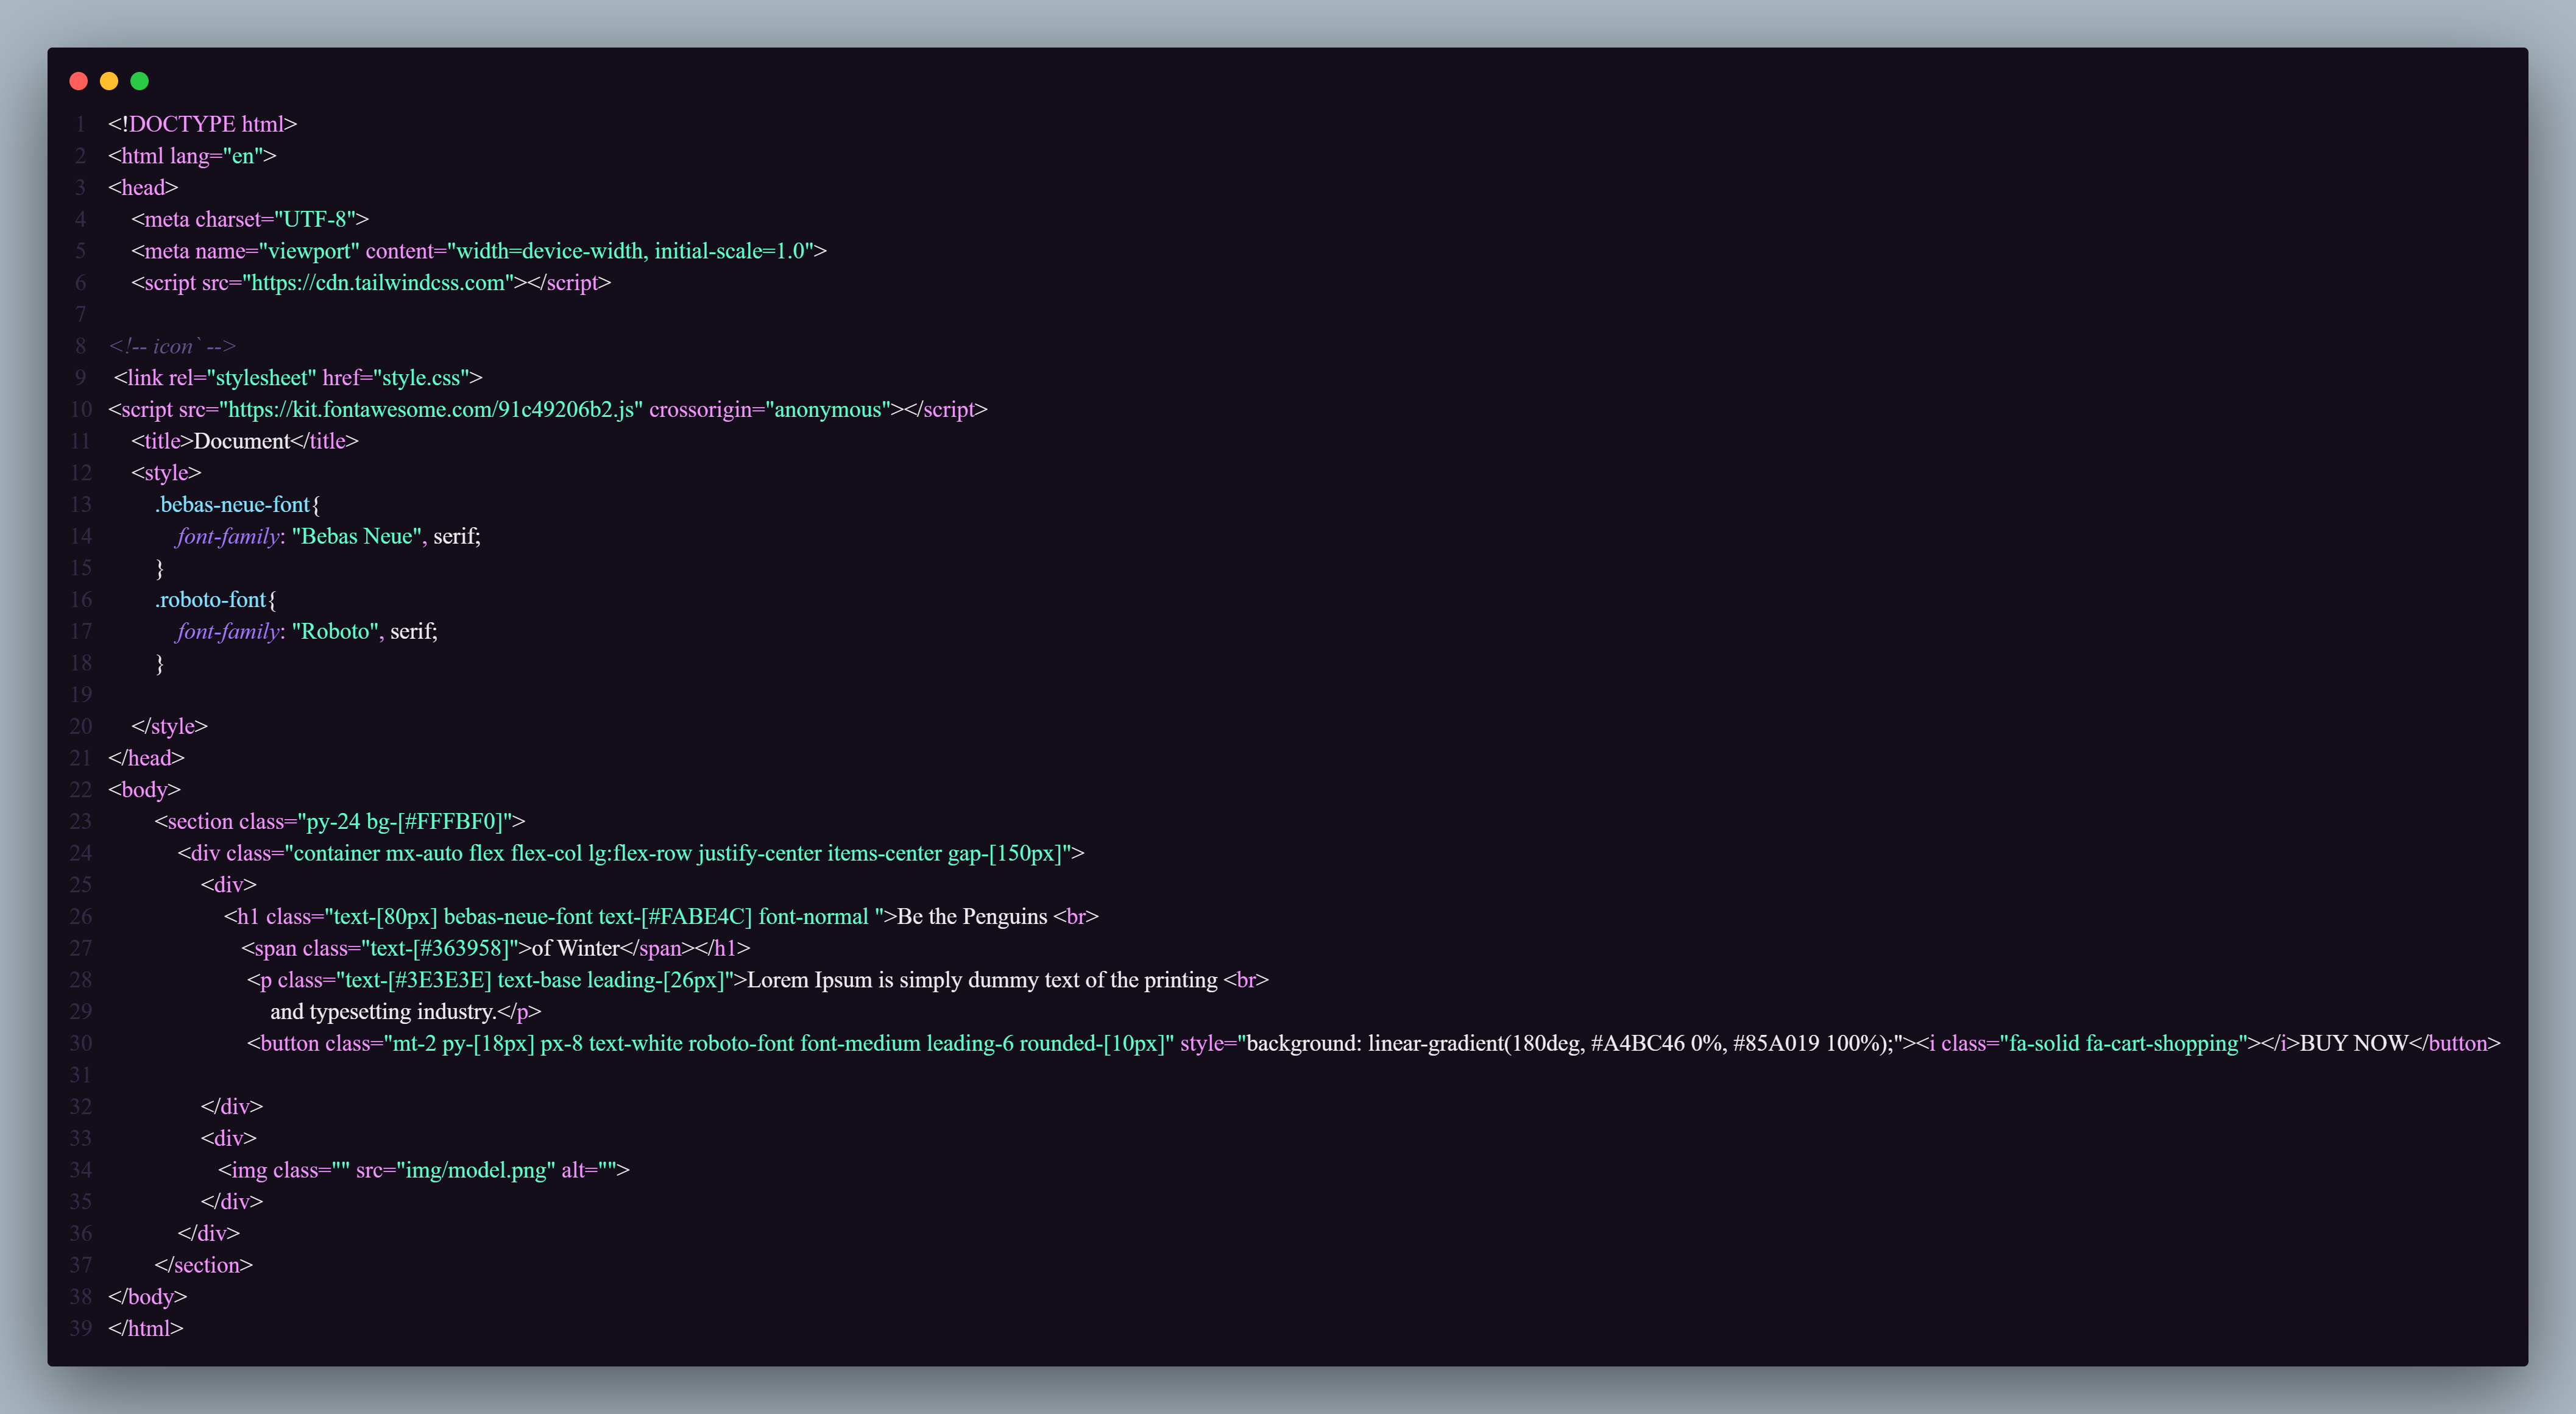 1 <!DOCTYPE html>
2 <html lang="en">
3 <head>
4     <meta charset="UTF-8">
5     <meta name="viewport" content="width=device-width, initial-scale=1.0">
6     <script src="https://cdn.tailwindcss.com"></script>
7
8 <!-- icon` -->
9  <link rel="stylesheet" href="style.css">
10 <script src="https://kit.fontawesome.com/91c49206b2.js" crossorigin="anonymous"></script>
11     <title>Document</title>
12     <style>
13         .bebas-neue-font{
14             font-family: "Bebas Neue", serif;
15         }
16         .roboto-font{
17             font-family: "Roboto", serif;
18         }
19
20     </style>
21 </head>
22 <body>
23         <section class="py-24 bg-[#FFFBF0]">
24             <div class="container mx-auto flex flex-col lg:flex-row justify-center items-center gap-[150px]">
25                 <div>
26                     <h1 class="text-[80px] bebas-neue-font text-[#FABE4C] font-normal ">Be the Penguins <br>
27                        <span class="text-[#363958]">of Winter</span></h1>
28                         <p class="text-[#3E3E3E] text-base leading-[26px]">Lorem Ipsum is simply dummy text of the printing <br>
29                             and typesetting industry.</p>
30                         <button class="mt-2 py-[18px] px-8 text-white roboto-font font-medium leading-6 rounded-[10px]" style="background: linear-gradient(180deg, #A4BC46 0%, #85A019 100%);"><i class="fa-solid fa-cart-shopping"></i>BUY NOW</button>
31
32                 </div>
33                 <div>
34                    <img class="" src="img/model.png" alt="">
35                 </div>
36             </div>
37         </section>
38 </body>
39 </html>